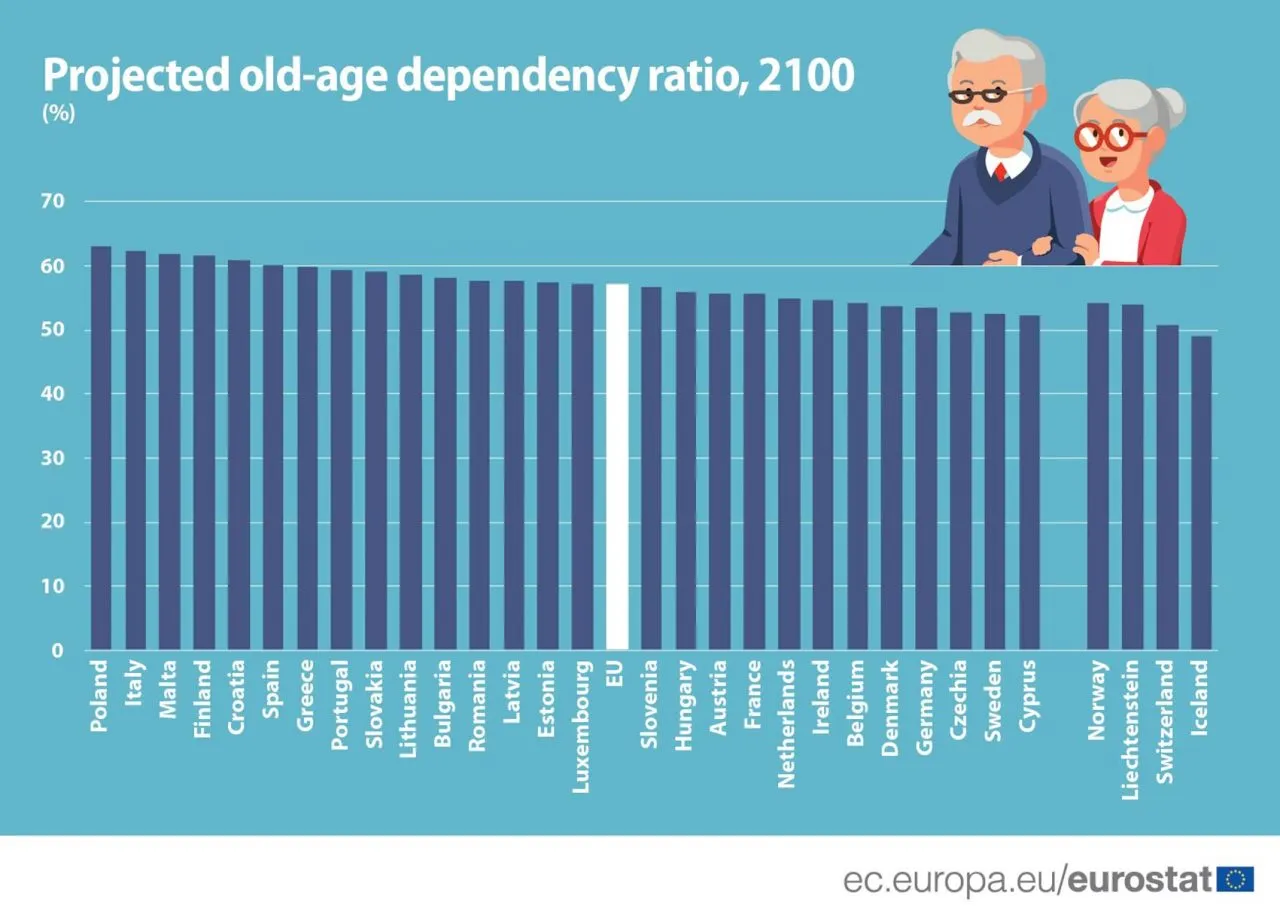 Projected old-age dependency ratio, 2100
(%)
70
60
50
40
30
20
10
0
Poland
Italy
Malta
Finland
Croatia
Spain
Greece
Portugal
Slovakia
Lithuania
Bulgaria
Romania
Latvia
Estonia
Luxembourg
EU
Slovenia
Hungary
Austria
France
Netherlands
Ireland
Belgium
Denmark
Germany
Czechia
Sweden
Cyprus
Norway
Liechtenstein
Switzerland
Iceland
ec.europa.eu/eurostat